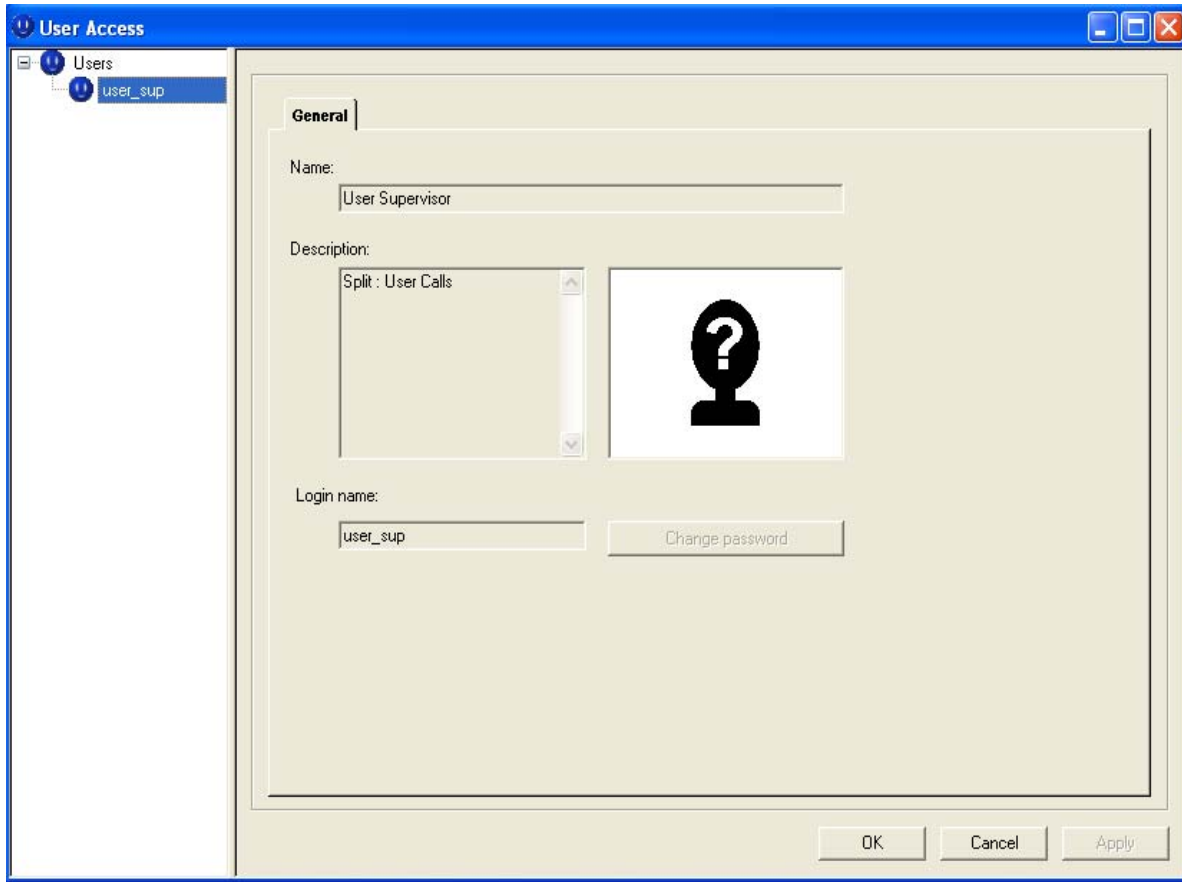 User Access
Users
user_sup
General
Name:
User Supervisor
Description:
Split : User Calls
?
Login name:
user_sup
Change password
OK
Cancel
Apply